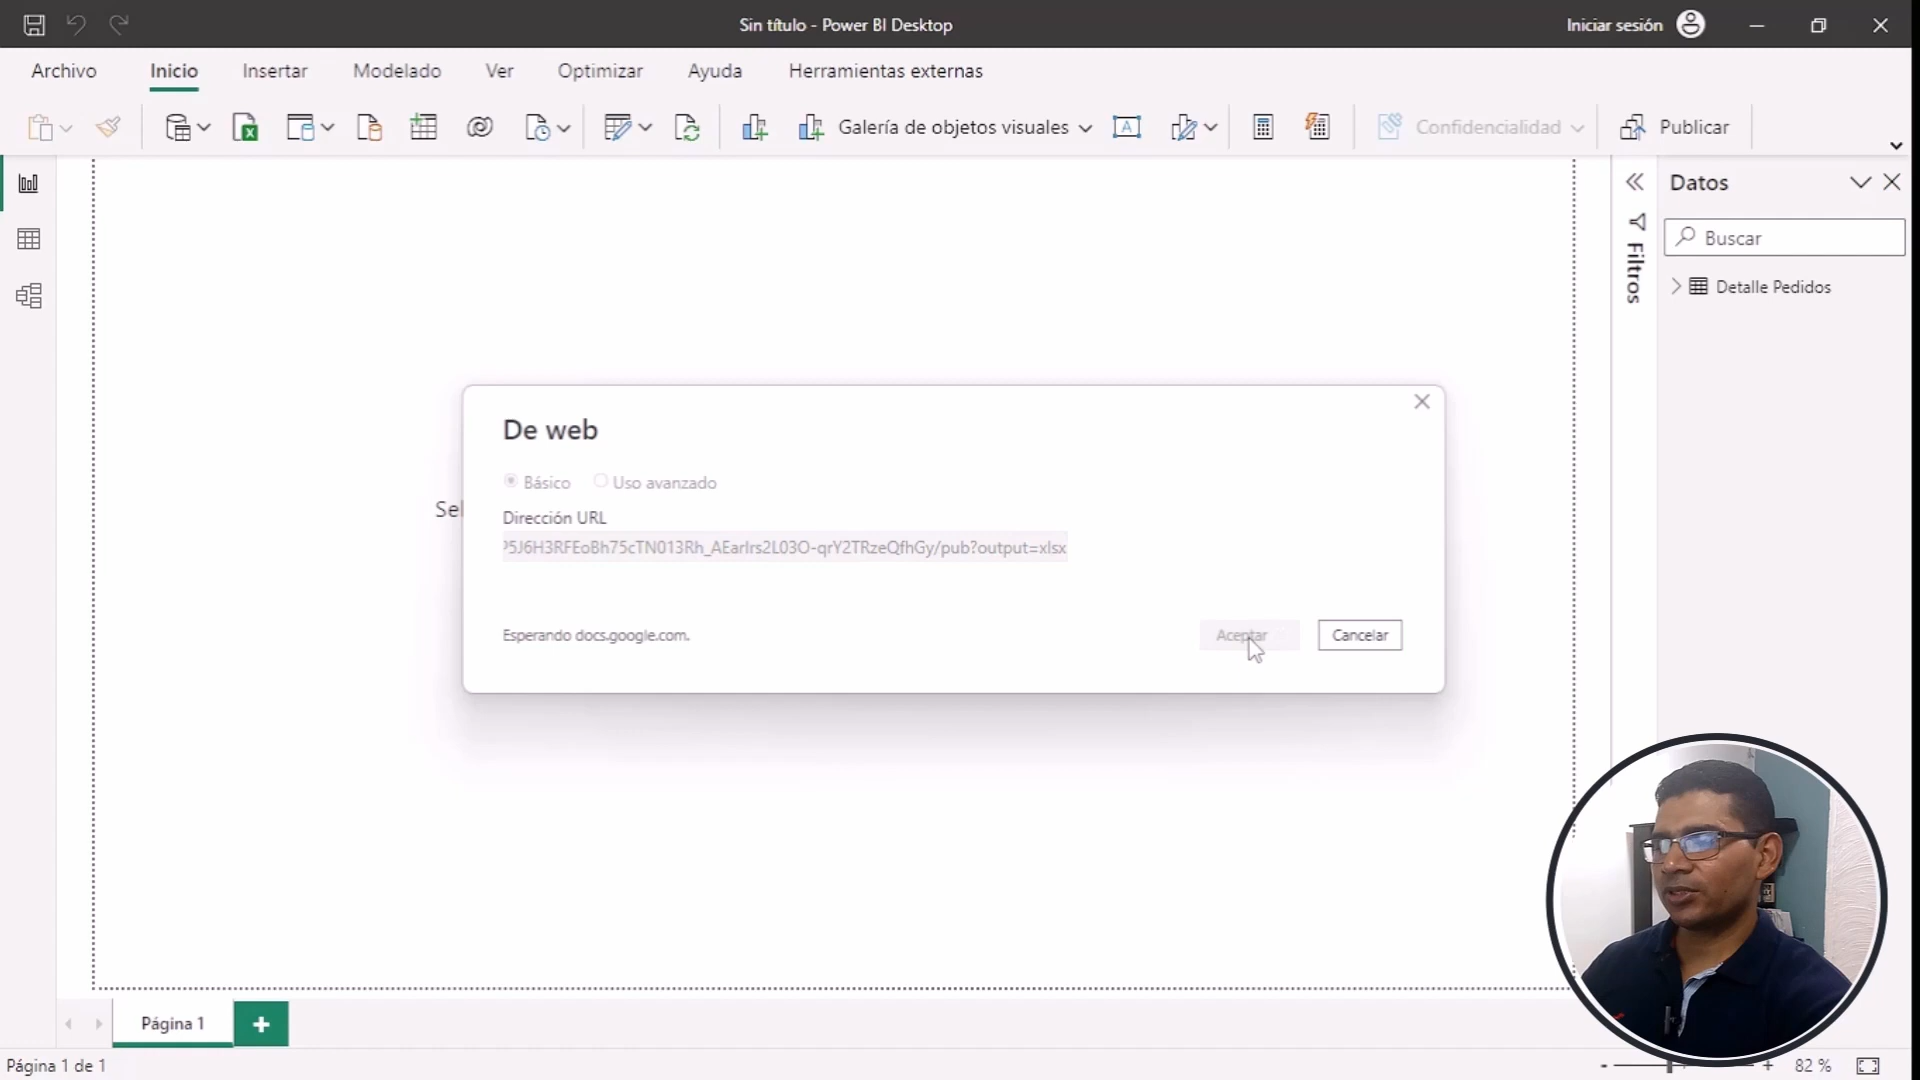 Sin título - Power BI Desktop
Iniciar sesión
Archivo
Inicio
Insertar
Modelado
Ver
Optimizar
Ayuda
Herramientas externas
Galería de objetos visuales
Confidencialidad
Publicar
Datos
Buscar
Filtros
Detalle Pedidos
Sel
De web
Básico
Uso avanzado
Dirección URL
P5J6H3RFEoBh75cTN013Rh_AEarIrs2L03O-qrY2TRzeQfhGy/pub?output=xlsx
Esperando docs.google.com.
Aceptar
Cancelar
Página 1
Página 1 de 1
82 %